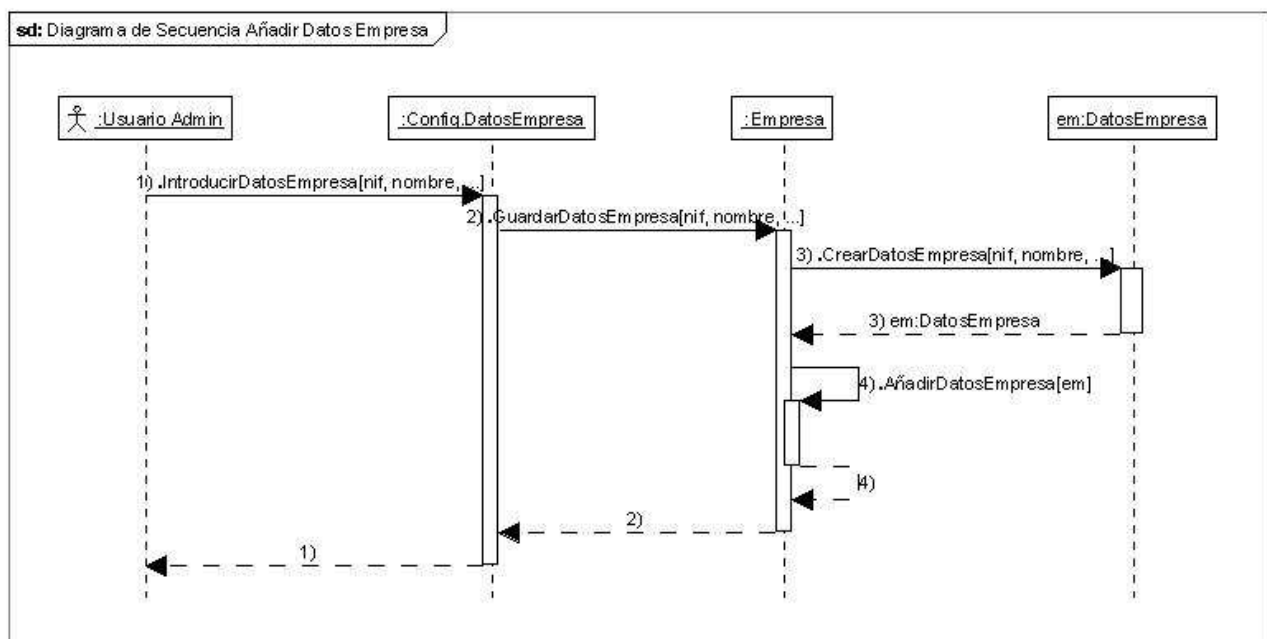 sd: Diagrama de Secuencia Añadir Datos Empresa
:Usuario Admin
:Config.DatosEmpresa
:Empresa
em:DatosEmpresa
1) .IntroducirDatosEmpresa[nif, nombre, ...]
2) .GuardarDatosEmpresa[nif, nombre, ...]
3) .CrearDatosEmpresa[nif, nombre, ...]
3) em:DatosEmpresa
4) .AñadirDatosEmpresa[em]
4)
2)
1)